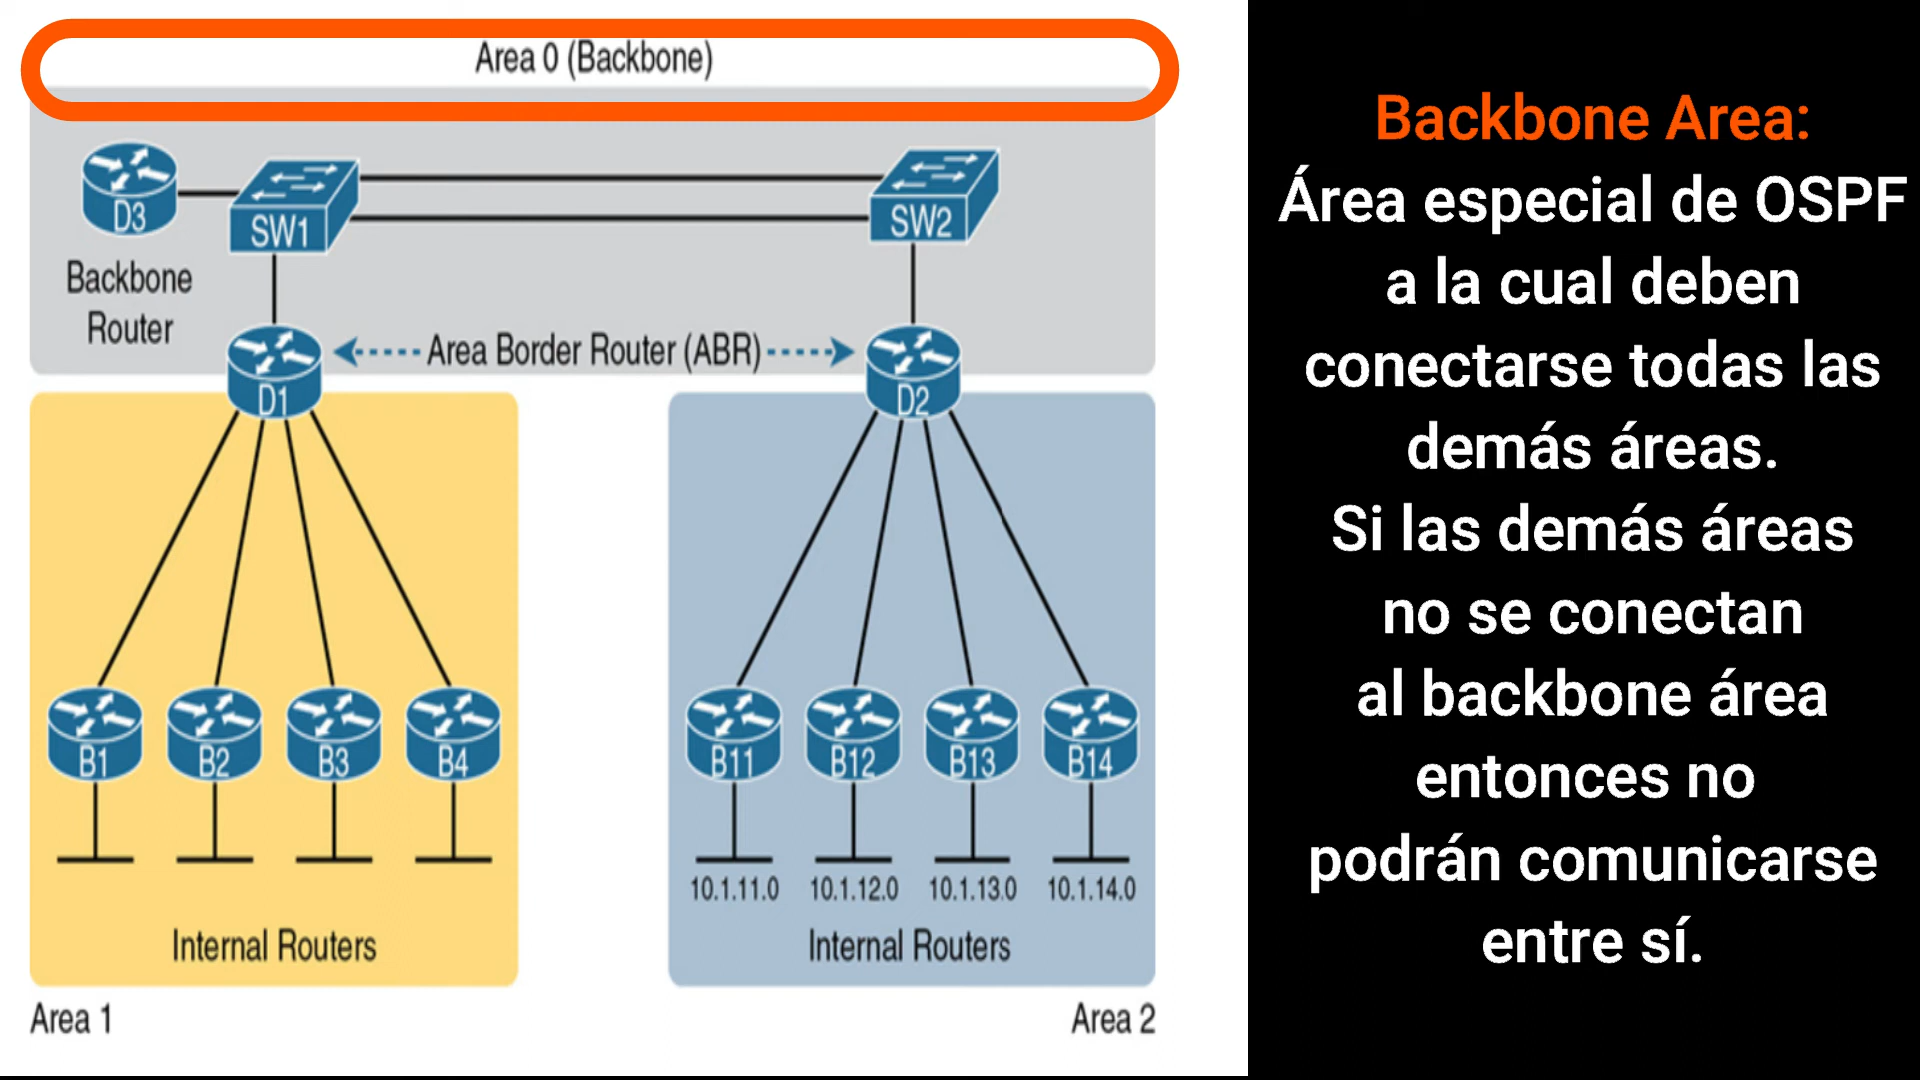 Area 0 (Backbone)
D3
SW1
SW2
Backbone
Router
Area Border Router (ABR)
D1
D2
B1
B2
B3
B4
B11
B12
B13
B14
10.1.11.0
10.1.12.0
10.1.13.0
10.1.14.0
Internal Routers
Internal Routers
Area 1
Area 2
Backbone Area:
Área especial de OSPF
a la cual deben
conectarse todas las
demás áreas.
Si las demás áreas
no se conectan
al backbone área
entonces no
podrán comunicarse
entre sí.